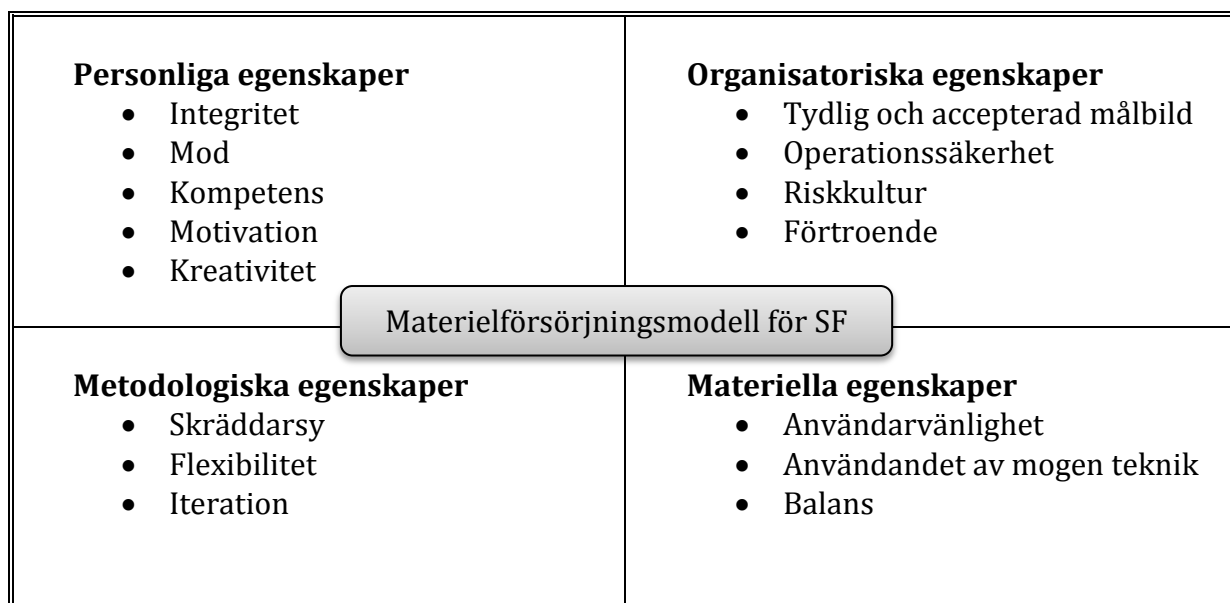 Personliga egenskaper
• Integritet
• Mod
• Kompetens
• Motivation
• Kreativitet
Organisatoriska egenskaper
• Tydlig och accepterad målbild
• Operationssäkerhet
• Riskkultur
• Förtroende
Materielförsörjningsmodell för SF
Metodologiska egenskaper
• Skräddarsy
• Flexibilitet
• Iteration
Materiella egenskaper
• Användarvänlighet
• Användandet av mogen teknik
• Balans